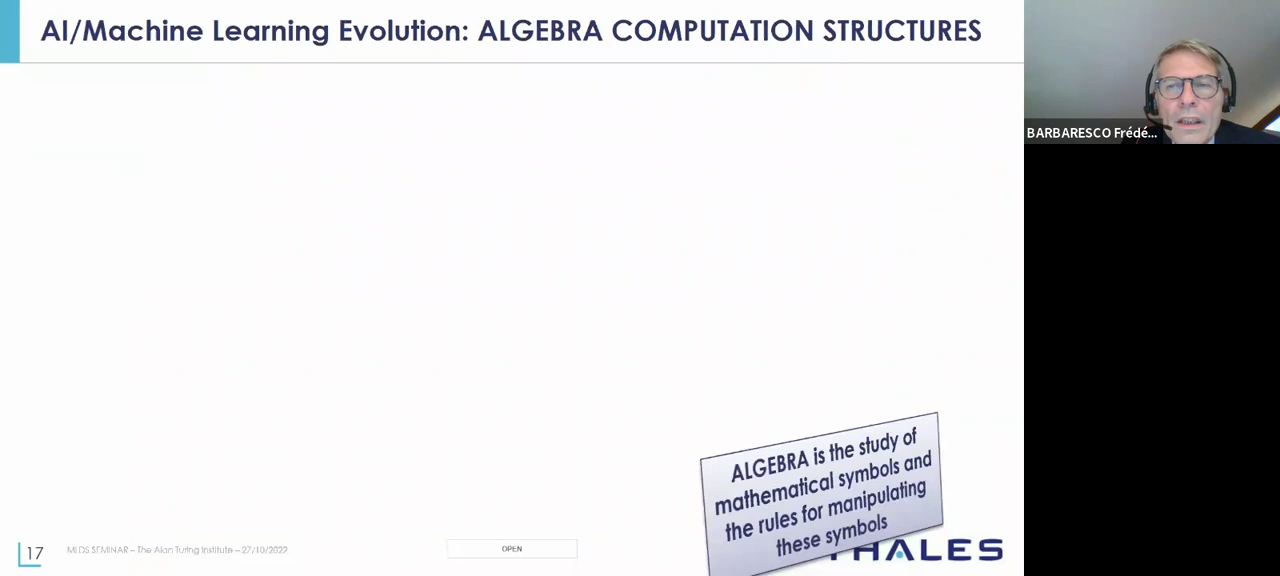 AI/Machine Learning Evolution: ALGEBRA COMPUTATION STRUCTURES
BARBARESCO Frédé...
ALGEBRA is the study of
mathematical symbols and
the rules for manipulating
these symbols
17
MLDS SEMINAR – The Alan Turing Institute – 27/10/2022
OPEN
THALES